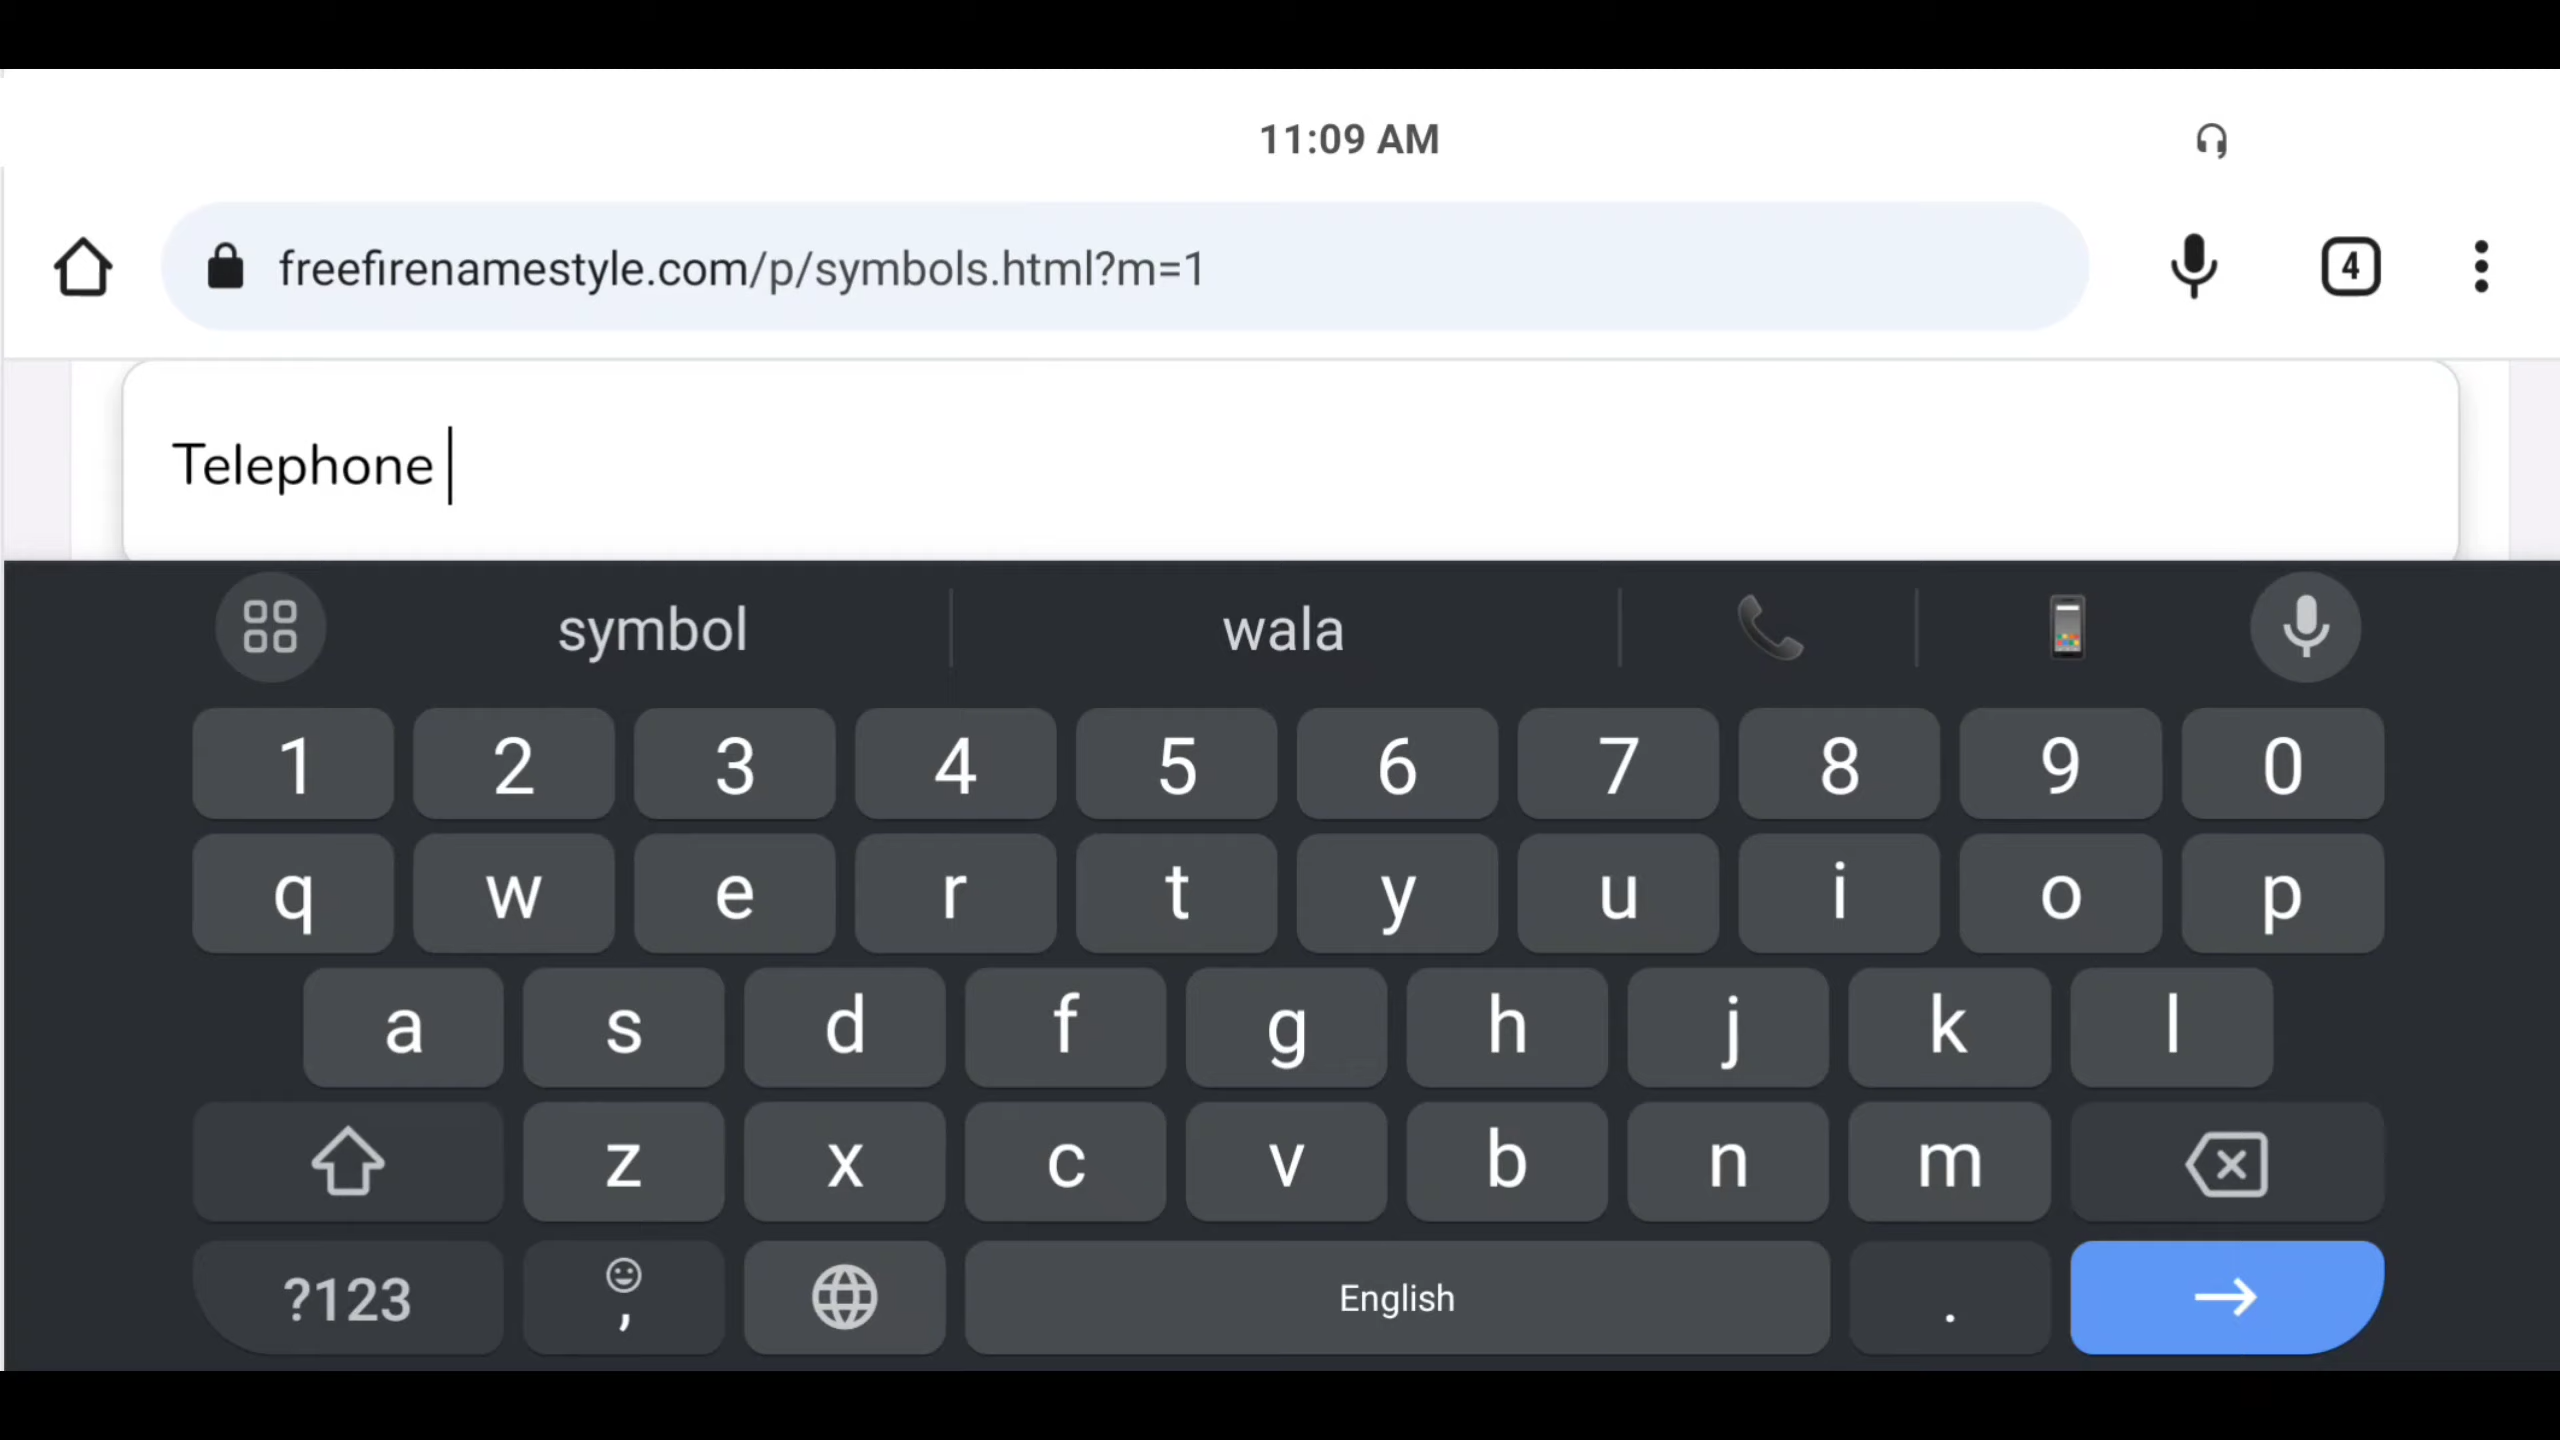 11:09 AM
freefirenamestyle.com/p/symbols.html?m=1
4
Telephone
symbol wala
1 2 3 4 5 6 7 8 9 0
q w e r t y u i o p
a s d f g h j k l
z x c v b n m
?123 , English .